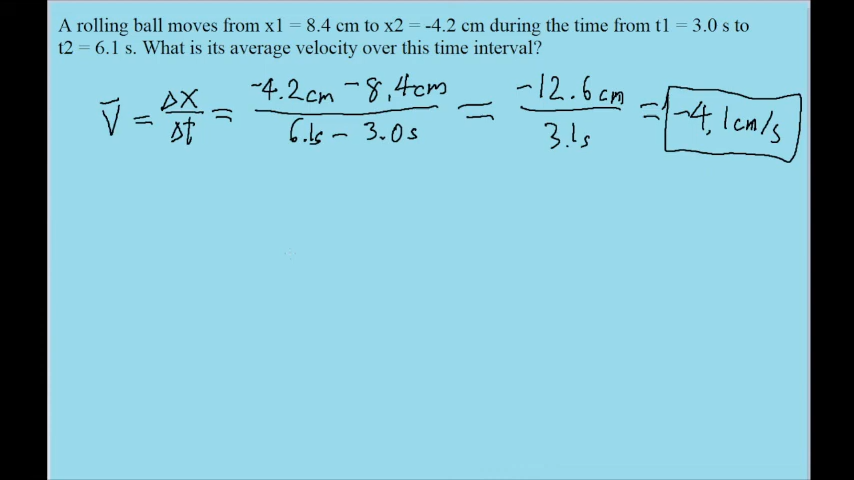 A rolling ball moves from x1 = 8.4 cm to x2 = -4.2 cm during the time from t1 = 3.0 s to
t2 = 6.1 s. What is its average velocity over this time interval?
V̅ = Δx/Δt = (-4.2cm - 8.4cm)/(6.1s - 3.0s) = -12.6cm/3.1s = -4.1cm/s